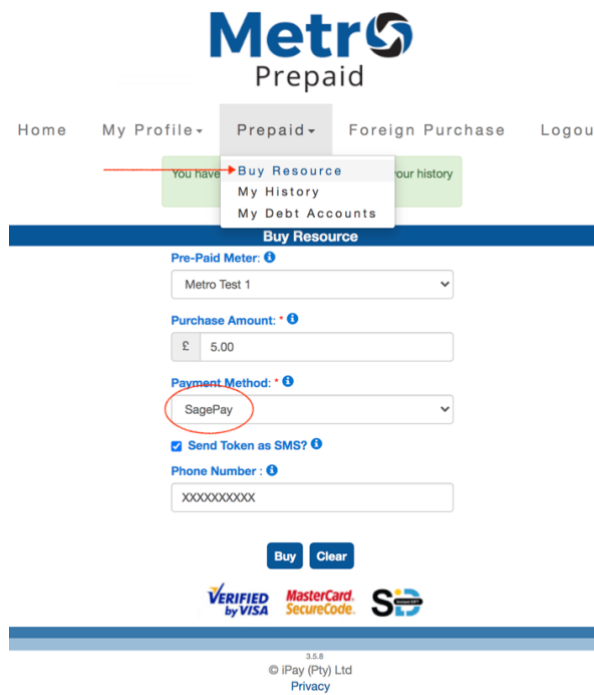 Metro
Prepaid
Home My Profile Prepaid Foreign Purchase Logou
You have
Buy Resource
your history
My History
My Debt Accounts
Buy Resource
Pre-Paid Meter:
Metro Test 1
Purchase Amount: *
£ 5.00
Payment Method: *
SagePay
Send Token as SMS?
Phone Number :
XXXXXXXXXX
Buy Clear
VERIFIED by VISA
MasterCard. SecureCode.
SiD
3.5.8
© iPay (Pty) Ltd
Privacy